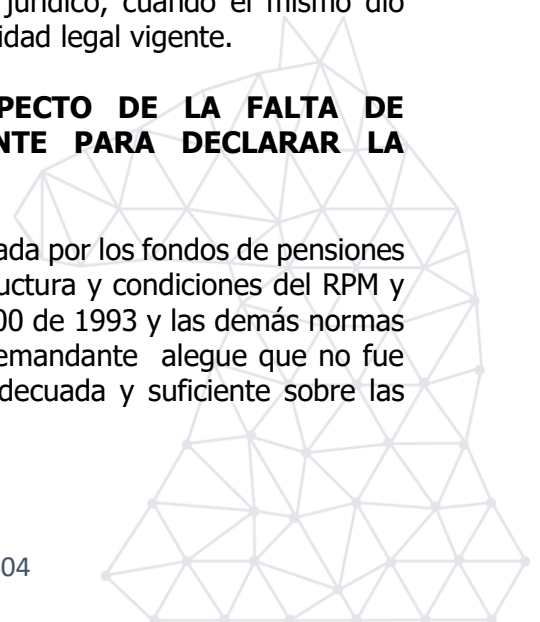 jurídico, cuando el mismo dio
idad legal vigente.
PECTO DE LA FALTA DE
NTE PARA DECLARAR LA
ada por los fondos de pensiones
uctura y condiciones del RPM y
00 de 1993 y las demás normas
emandante alegue que no fue
decuada y suficiente sobre las
04